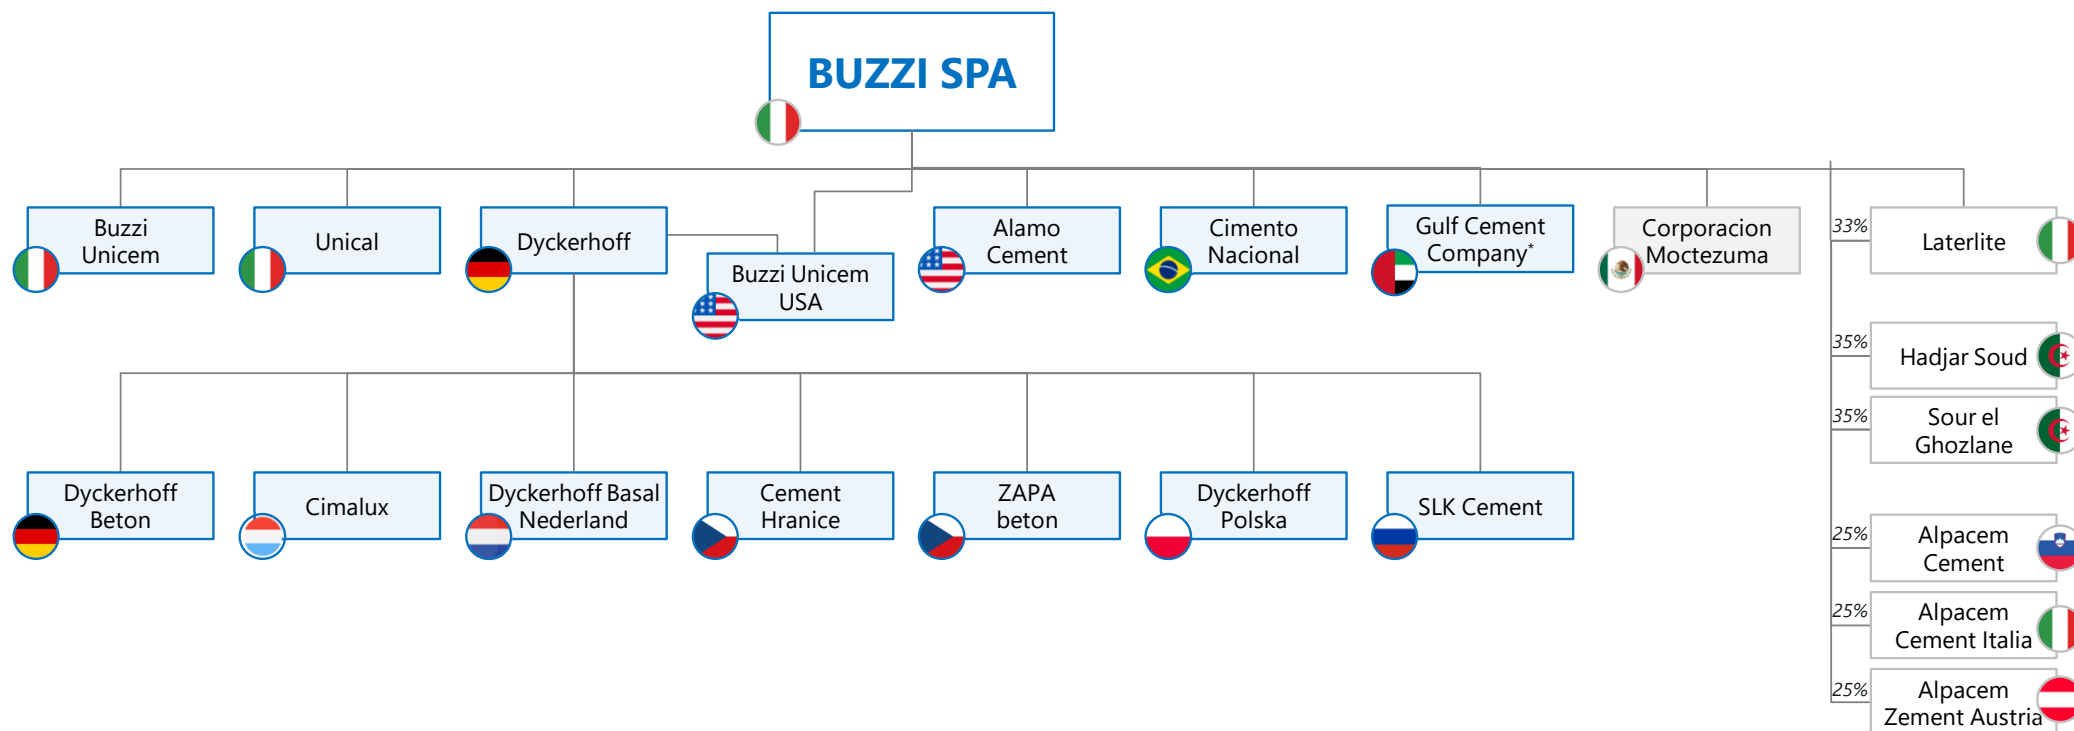 BUZZI SPA
Buzzi
Unicem
Unical
Dyckerhoff
Buzzi Unicem
USA
Alamo
Cement
Cimento
Nacional
Gulf Cement
Company*
Corporacion
Moctezuma
33%
Laterlite
35%
Hadjar Soud
35%
Sour el
Ghozlane
Dyckerhoff
Beton
Cimalux
Dyckerhoff Basal
Nederland
Cement
Hranice
ZAPA
beton
Dyckerhoff
Polska
SLK Cement
25%
Alpacem
Cement
25%
Alpacem
Cement Italia
25%
Alpacem
Zement Austria